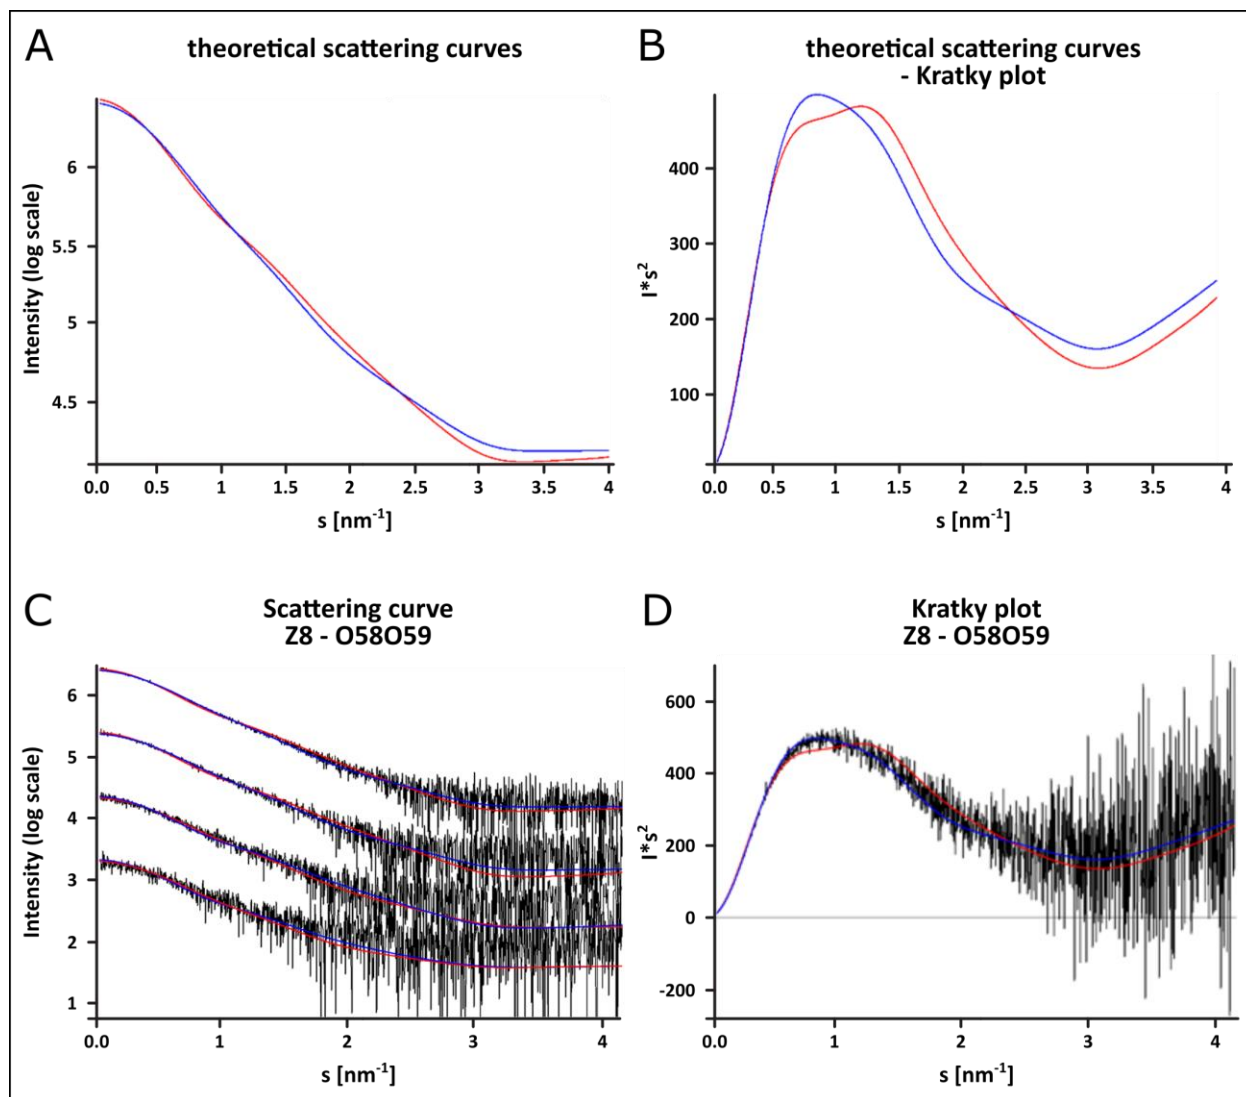 A
theoretical scattering curves
Intensity (log scale)
6
5.5
5
4.5
0.0 0.5 1 1.5 2 2.5 3 3.5 4
s [nm⁻¹]
B
theoretical scattering curves
- Kratky plot
I*s²
400
300
200
100
0.0 0.5 1 1.5 2 2.5 3 3.5 4
s [nm⁻¹]
C
Scattering curve
Z8 - O58O59
Intensity (log scale)
6
5
4
3
2
1
0.0 1 2 3 4
s [nm⁻¹]
D
Kratky plot
Z8 - O58O59
I*s²
600
400
200
0
-200
0.0 1 2 3 4
s [nm⁻¹]